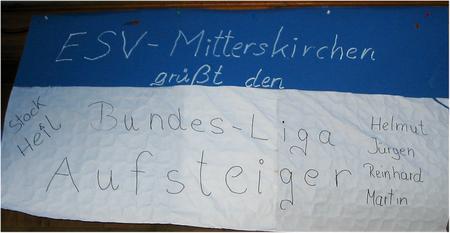 ESV-Mitterskirchen
grüßt den
Stock
Heil
Bundes-Liga
Aufsteiger
Helmut
Jürgen
Reinhard
Martin